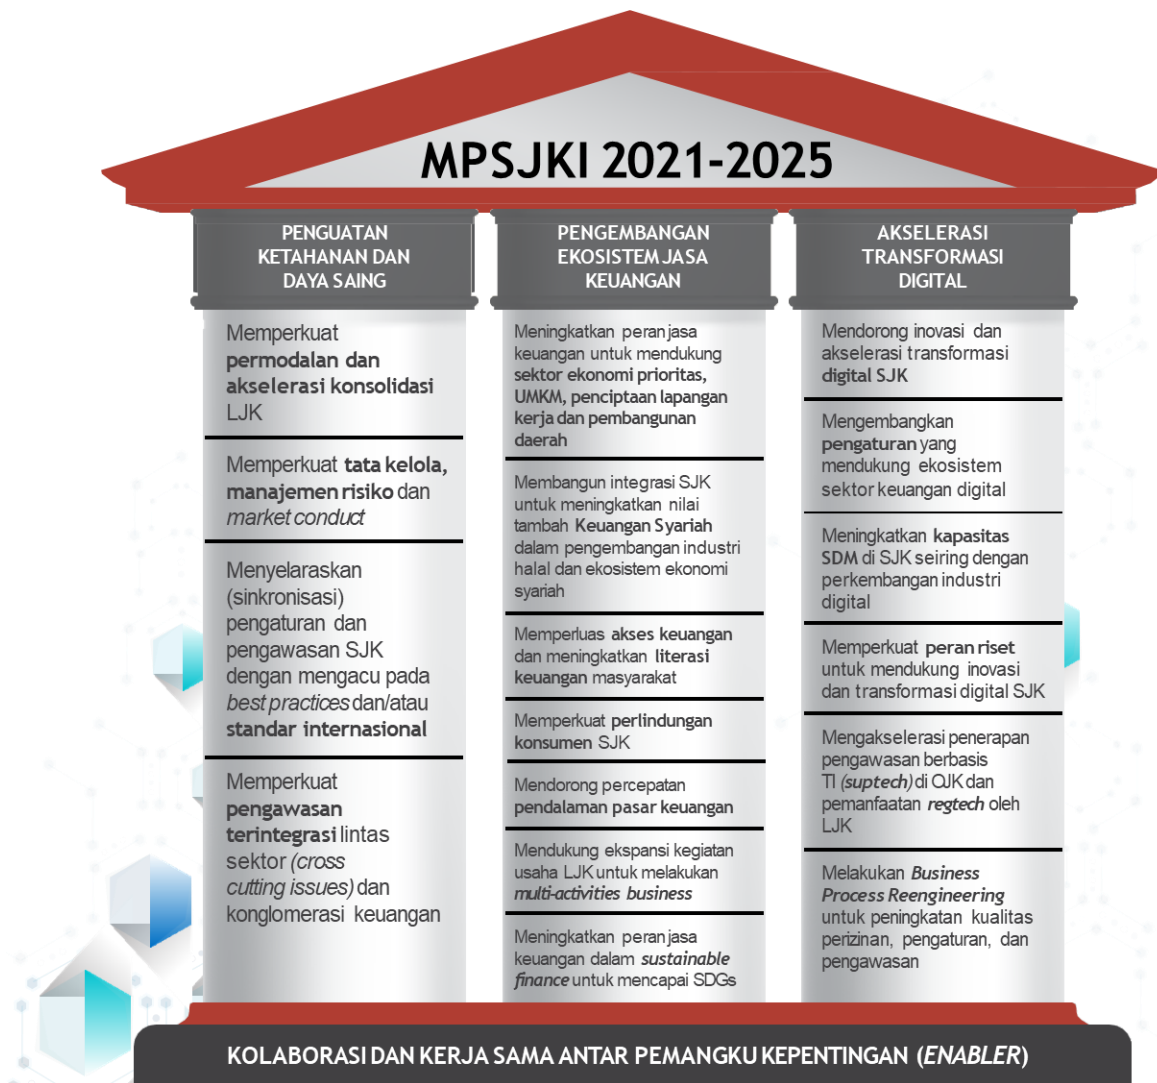 MPSJKI 2021-2025
PENGUATAN
KETAHANAN DAN
DAYA SAING
Memperkuat
permodalan dan
akselerasi konsolidasi
LJK
Memperkuat tata kelola,
manajemen risiko dan
market conduct
Menyelaraskan
(sinkronisasi)
pengaturan dan
pengawasan SJK
dengan mengacu pada
best practices dan/atau
standar internasional
Memperkuat
pengawasan
terintegrasi lintas
sektor (cross
cutting issues) dan
konglomerasi keuangan
PENGEMBANGAN
EKOSISTEM JASA
KEUANGAN
Meningkatkan peran jasa
keuangan untuk mendukung
sektor ekonomi prioritas,
UMKM, penciptaan lapangan
kerja dan pembangunan
daerah
Membangun integrasi SJK
untuk meningkatkan nilai
tambah Keuangan Syariah
dalam pengembangan industri
halal dan ekosistem ekonomi
syariah
Memperluas akses keuangan
dan meningkatkan literasi
keuangan masyarakat
Memperkuat perlindungan
konsumen SJK
Mendorong percepatan
pendalaman pasar keuangan
Mendukung ekspansi kegiatan
usaha LJK untuk melakukan
multi-activities business
Meningkatkan peran jasa
keuangan dalam sustainable
finance untuk mencapai SDGs
AKSELERASI
TRANSFORMASI
DIGITAL
Mendorong inovasi dan
akselerasi transformasi
digital SJK
Mengembangkan
pengaturan yang
mendukung ekosistem
sektor keuangan digital
Meningkatkan kapasitas
SDM di SJK seiring dengan
perkembangan industri
digital
Memperkuat peran riset
untuk mendukung inovasi
dan transformasi digital SJK
Mengakselerasi penerapan
pengawasan berbasis
TI (suptech) di OJK dan
pemanfaatan regtech oleh
LJK
Melakukan Business
Process Reengineering
untuk peningkatan kualitas
perizinan, pengaturan, dan
pengawasan
KOLABORASI DAN KERJA SAMA ANTAR PEMANGKU KEPENTINGAN (ENABLER)